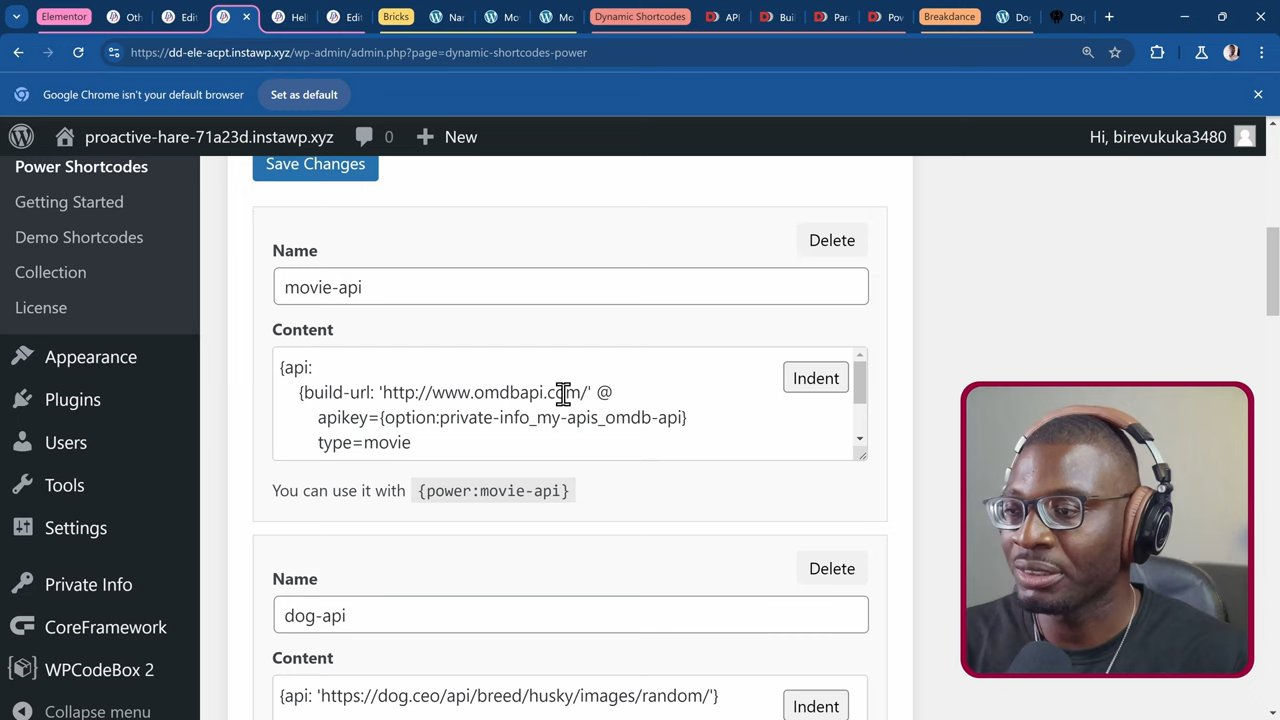 Elementor
Oth
Edit
Hel
Edit
Bricks
Na
Mo
Mo
Dynamic Shortcodes
API
Bui
Par
Pov
Breakdance
Do
Do
https://dd-ele-acpt.instawp.xyz/wp-admin/admin.php?page=dynamic-shortcodes-power
Google Chrome isn't your default browser
Set as default
proactive-hare-71a23d.instawp.xyz
0
New
Hi, birevukuka3480
Power Shortcodes
Getting Started
Demo Shortcodes
Collection
License
Appearance
Plugins
Users
Tools
Settings
Private Info
CoreFramework
WPCodeBox 2
Collapse menu
Save Changes
Delete
Name
movie-api
Content
{api:
{build-url: 'http://www.omdbapi.com/' @
apikey={option:private-info_my-apis_omdb-api}
type=movie
Indent
You can use it with {power:movie-api}
Delete
Name
dog-api
Content
{api: 'https://dog.ceo/api/breed/husky/images/random/'}
Indent